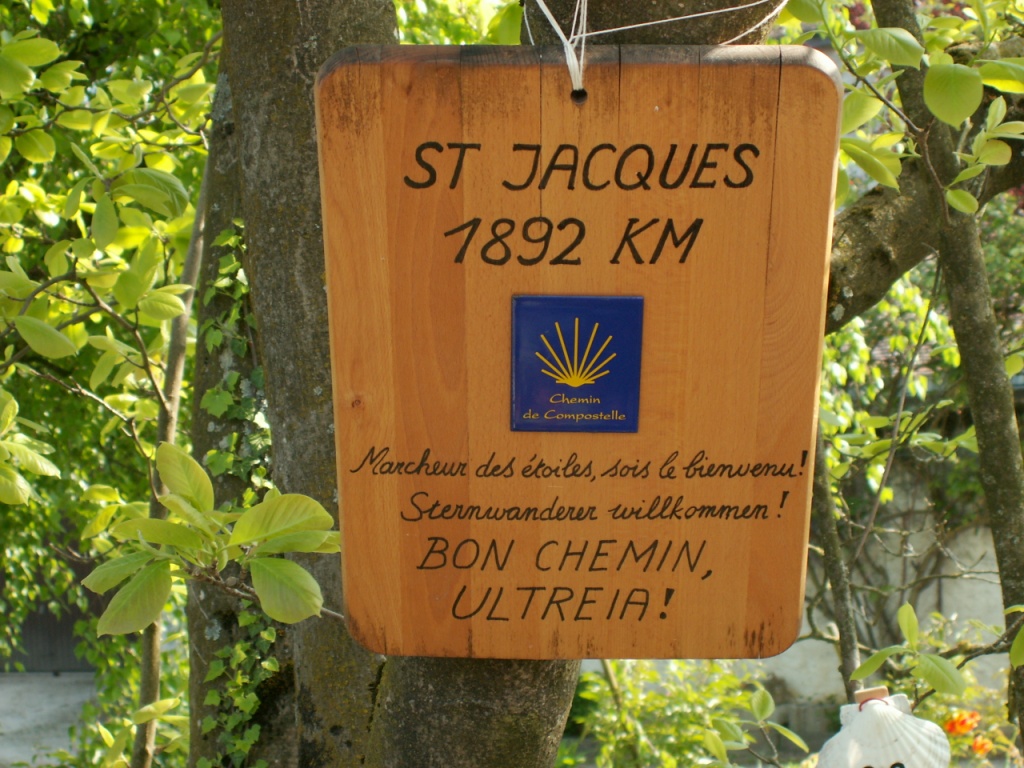 ST JACQUES
1892 KM
Chemin
de Compostelle
Marcheur des étoiles, sois le bienvenu!
Sternwanderer willkommen!
BON CHEMIN,
ULTREIA!